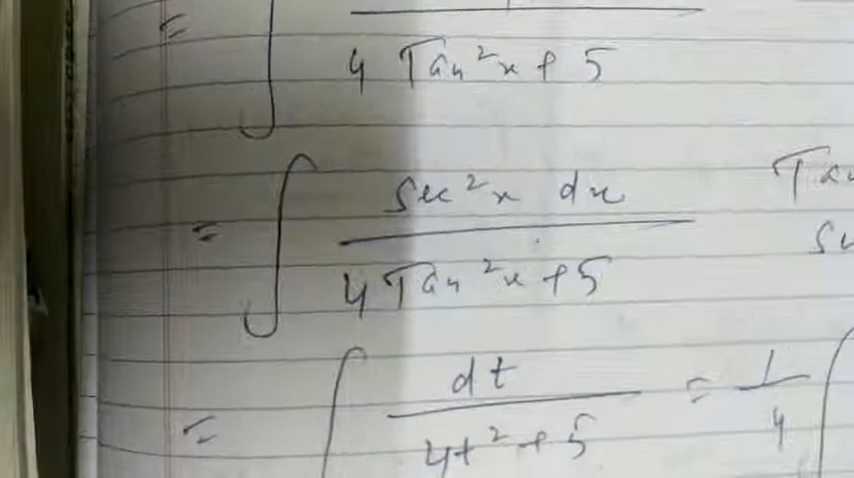 = ∫ 4 Tan²x + 5
= ∫ sec²x dx / 4 Tan²x + 5
= ∫ dt / 4t² + 5 = 1/4 ∫